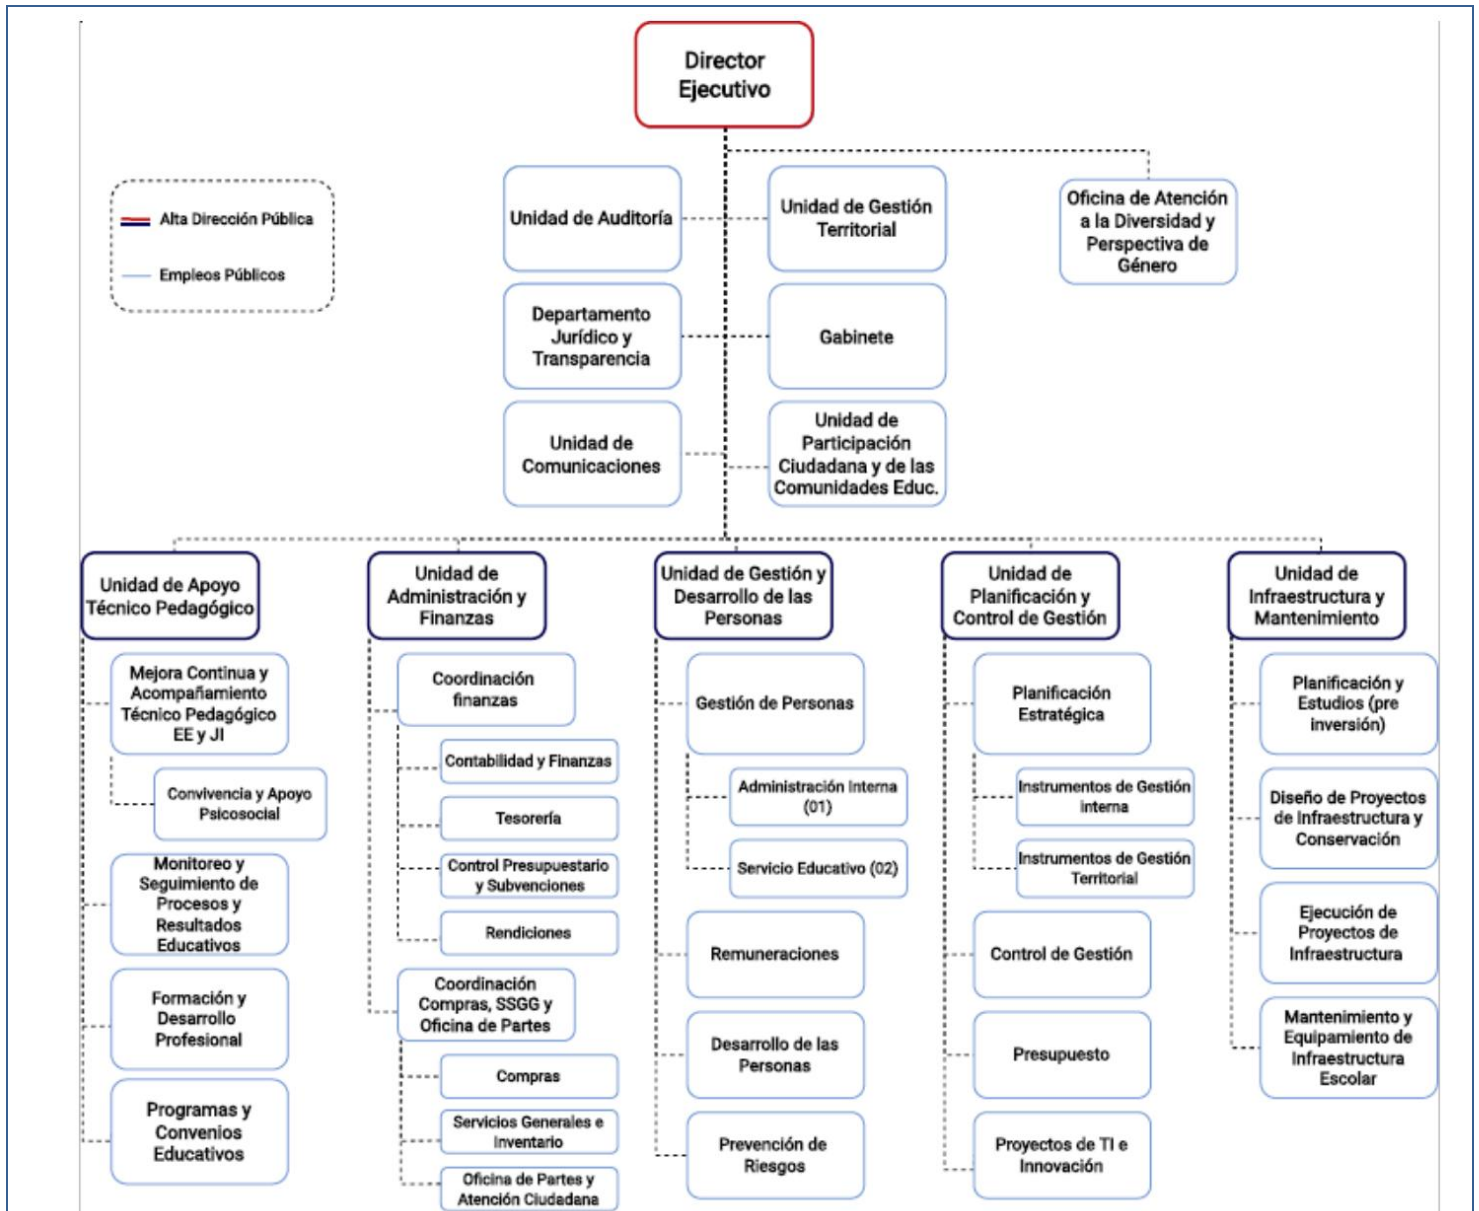 Director
Ejecutivo
Alta Dirección Pública
Empleos Públicos
Unidad de Auditoría
Unidad de Gestión
Territorial
Oficina de Atención
a la Diversidad y
Perspectiva de
Género
Departamento
Jurídico y
Transparencia
Gabinete
Unidad de
Comunicaciones
Unidad de
Participación
Ciudadana y de las
Comunidades Educ.
Unidad de Apoyo
Técnico Pedagógico
Mejora Continua y
Acompañamiento
Técnico Pedagógico
EE y JI
Convivencia y Apoyo
Psicosocial
Monitoreo y
Seguimiento de
Procesos y
Resultados
Educativos
Formación y
Desarrollo
Profesional
Programas y
Convenios
Educativos
Unidad de
Administración y
Finanzas
Coordinación
finanzas
Contabilidad y Finanzas
Tesorería
Control Presupuestario
y Subvenciones
Rendiciones
Coordinación
Compras, SSGG y
Oficina de Partes
Compras
Servicios Generales e
Inventario
Oficina de Partes y
Atención Ciudadana
Unidad de Gestión y
Desarrollo de las
Personas
Gestión de Personas
Administración Interna
(01)
Servicio Educativo (02)
Remuneraciones
Desarrollo de las
Personas
Prevención de
Riesgos
Unidad de
Planificación y
Control de Gestión
Planificación
Estratégica
Instrumentos de Gestión
interna
Instrumentos de Gestión
Territorial
Control de Gestión
Presupuesto
Proyectos de TI e
Innovación
Unidad de
Infraestructura y
Mantenimiento
Planificación y
Estudios (pre
inversión)
Diseño de Proyectos
de Infraestructura y
Conservación
Ejecución de
Proyectos de
Infraestructura
Mantenimiento y
Equipamiento de
Infraestructura
Escolar